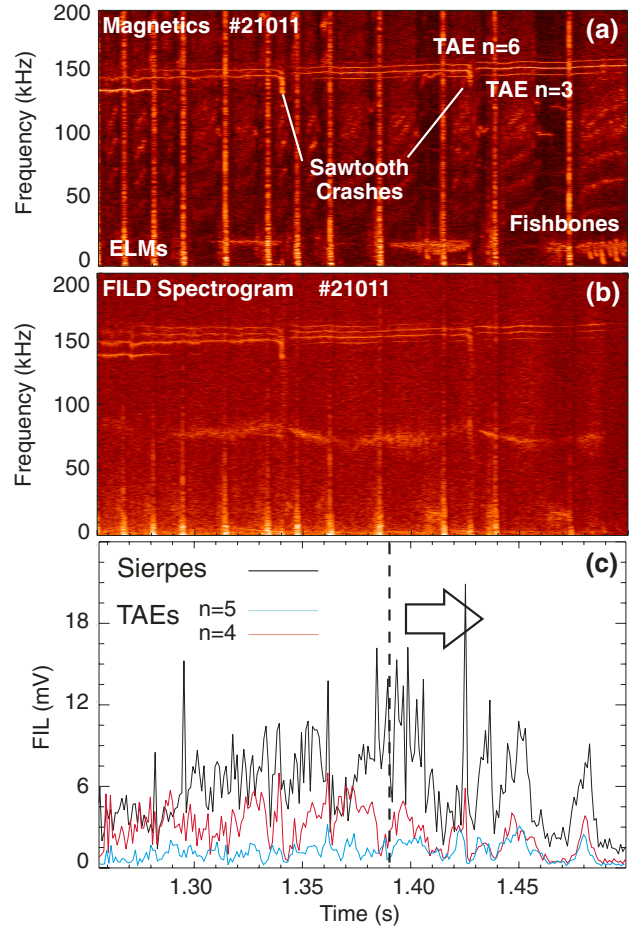 Magnetics #21011 (a)
TAE n=6
TAE n=3
Sawtooth
Crashes
ELMs
Fishbones
Frequency (kHz)
200
150
100
50
0
FILD Spectrogram #21011 (b)
Frequency (kHz)
200
150
100
50
0
(c)
Sierpes
TAEs n=5
n=4
FIL (mV)
18
12
6
0
1.30 1.35 1.40 1.45
Time (s)